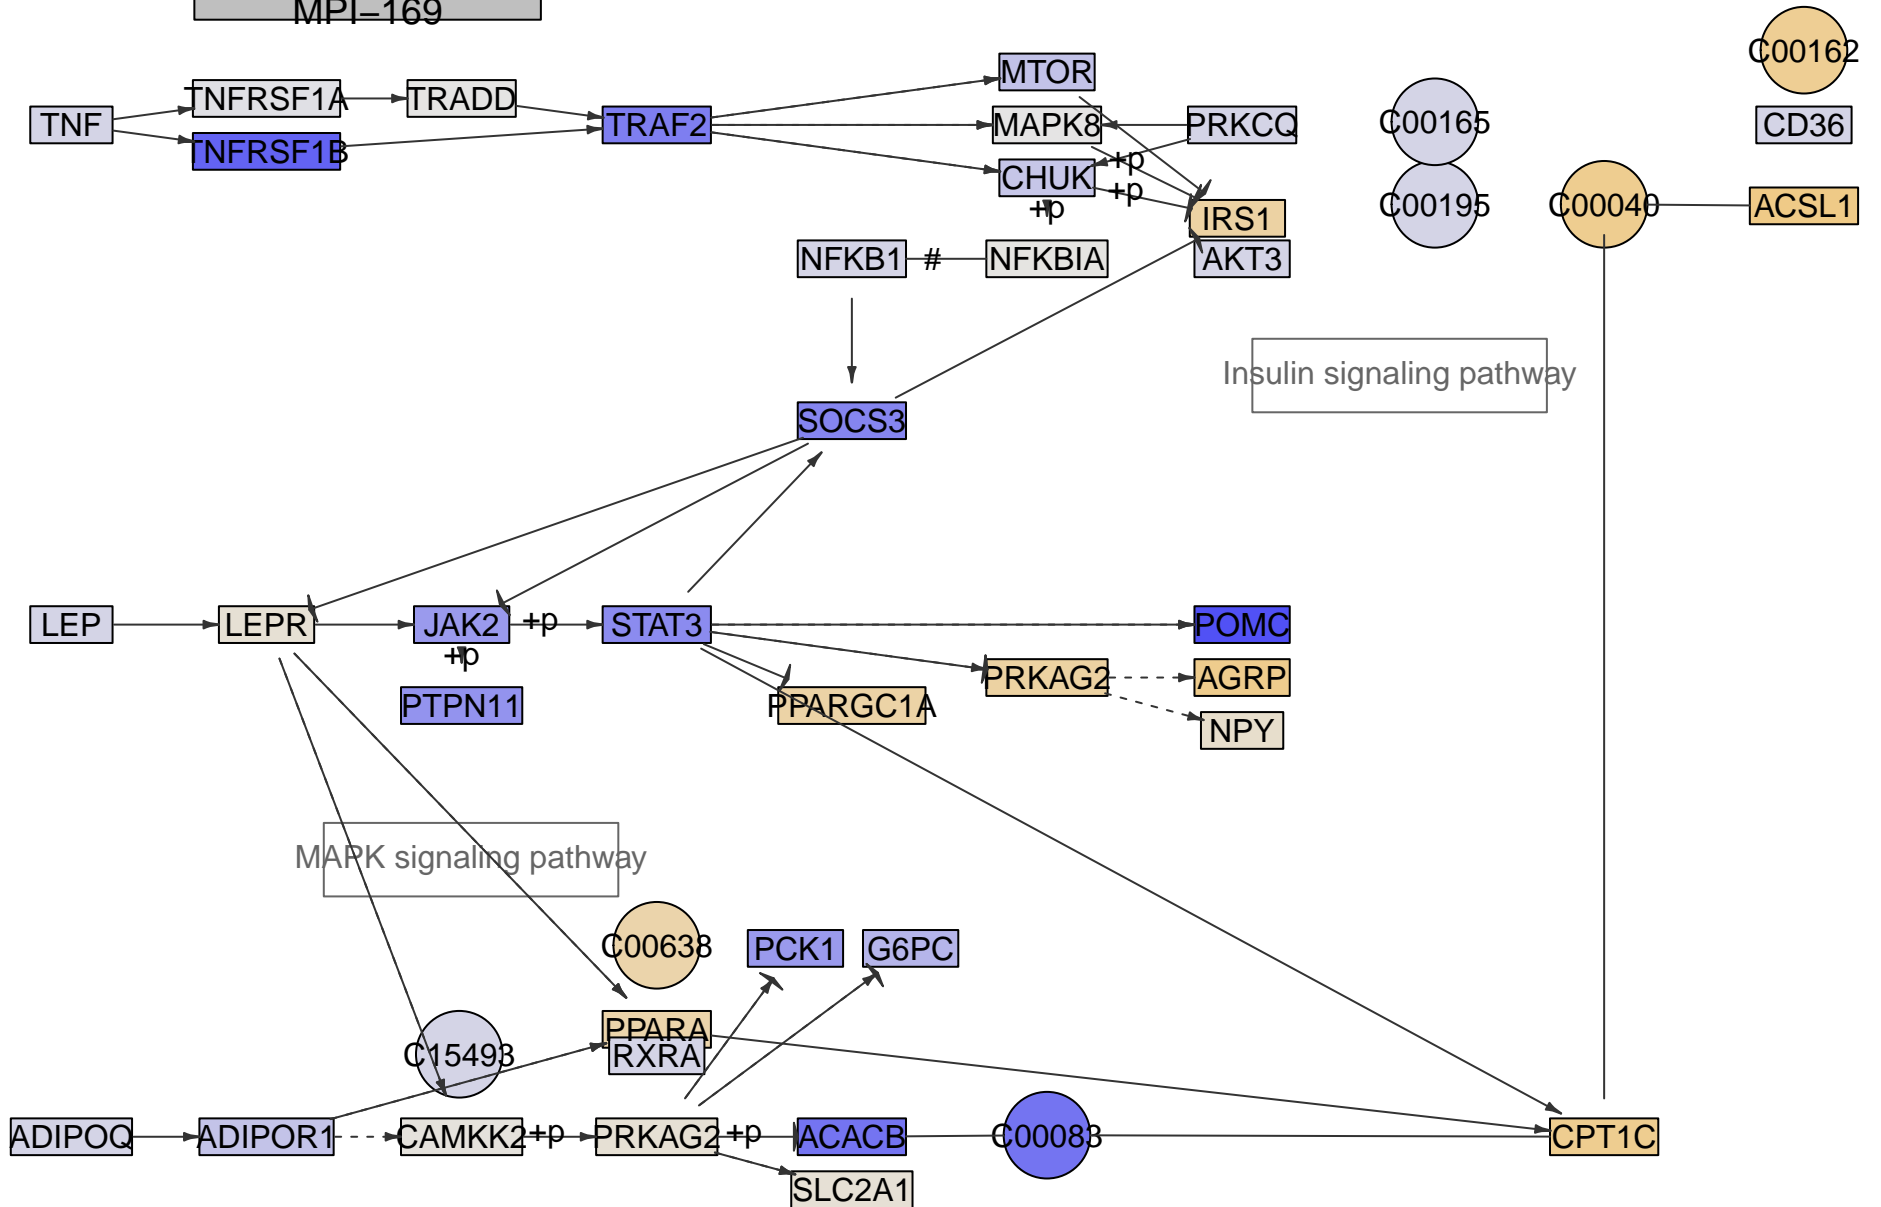 MPI–169
C00162
TNF
TNFRSF1A
TRADD
TNFRSF1B
TRAF2
MTOR
MAPK8
PRKCQ
CHUK
+p
+p
+p
IRS1
AKT3
C00165
C00195
C00040
CD36
ACSL1
NFKB1
#
NFKBIA
Insulin signaling pathway
SOCS3
LEP
LEPR
JAK2
+p
STAT3
POMC
+p
PTPN11
PPARGC1A
PRKAG2
AGRP
NPY
MAPK signaling pathway
C00638
PCK1
G6PC
PPARA
RXRA
C15493
ADIPOQ
ADIPOR1
CAMKK2
+p
PRKAG2
+p
ACACB
C00083
CPT1C
SLC2A1